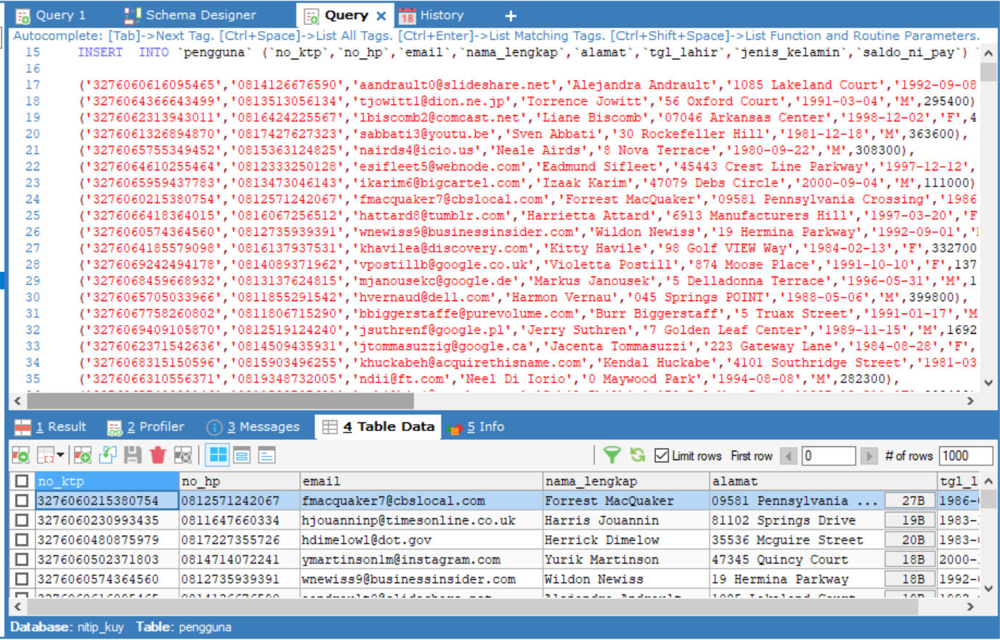 Query 1 Schema Designer Query × History +
Autocomplete: [Tab]->Next Tag. [Ctrl+Space]->List All Tags. [Ctrl+Enter]->List Matching Tags. [Ctrl+Shift+Space]->List Function and Routine Parameters.
15 INSERT INTO `pengguna` (`no_ktp`,`no_hp`,`email`,`nama_lengkap`,`alamat`,`tgl_lahir`,`jenis_kelamin`,`saldo_ni_pay`)
16
17 ('3276060616095465','0814126676590','aandrault0@slideshare.net','Alejandra Andrault','1085 Lakeland Court','1992-09-08
18 ('3276064366643499','0813513056134','tjowitt1@dion.ne.jp','Torrence Jowitt','56 Oxford Court','1991-03-04','M',295400)
19 ('3276062313943011','0816424225567','lbiscomb2@comcast.net','Liane Biscomb','07046 Arkansas Center','1998-12-02','F',4
20 ('3276061326894870','0817427627323','sabbati3@youtu.be','Sven Abbati','30 Rockefeller Hill','1981-12-18','M',363600),
21 ('3276065755349452','0815363124825','nairds4@icio.us','Neale Airds','8 Nova Terrace','1980-09-22','M',308300),
22 ('3276064610255464','0812333250128','esifleet5@webnode.com','Eadmund Sifleet','45443 Crest Line Parkway','1997-12-12',
23 ('3276065959437783','0813473046143','ikarim6@bigcartel.com','Izaak Karim','47079 Debs Circle','2000-09-04','M',111000)
24 ('3276060215380754','0812571242067','fmacquaker7@cbslocal.com','Forrest MacQuaker','09581 Pennsylvania Crossing','1986
25 ('3276066418364015','0816067256512','hattard8@tumblr.com','Harrietta Attard','6913 Manufacturers Hill','1997-03-20','F
26 ('3276060574364560','0812735939391','wnewiss9@businessinsider.com','Wildon Newiss','19 Hermina Parkway','1992-09-01','
27 ('3276064185579098','0816137937531','khavilea@discovery.com','Kitty Havile','98 Golf VIEW Way','1984-02-13','F',332700
28 ('3276069242494178','0814089371962','vpostillb@google.co.uk','Violetta Postill','874 Moose Place','1991-10-10','F',137
29 ('3276068459668932','0813137624815','mjanousekc@google.de','Markus Janousek','5 Delladonna Terrace','1996-05-31','M',1
30 ('3276065705033966','0811855291542','hvernaud@dell.com','Harmon Vernau','045 Springs POINT','1988-05-06','M',399800),
31 ('3276067758260802','0811806715290','bbiggerstaffe@purevolume.com','Burr Biggerstaff','5 Truax Street','1991-01-17','M
32 ('3276069409105870','0812519124240','jsuthrenf@google.pl','Jerry Suthren','7 Golden Leaf Center','1989-11-15','M',1692
33 ('3276062371542636','0814509435931','jtommasuzzig@google.ca','Jacenta Tommasuzzi','223 Gateway Lane','1984-08-28','F',
34 ('3276068315150596','0815903496255','khuckabeh@acquirethisname.com','Kendal Huckabe','4101 Southridge Street','1981-03
35 ('3276066310556371','0819348732005','ndii@ft.com','Neel Di Iorio','0 Maywood Park','1994-08-08','M',282300),
1 Result 2 Profiler 3 Messages 4 Table Data 5 Info
Limit rows First row 0 # of rows 1000
no_ktp no_hp email nama_lengkap alamat
3276060215380754 0812571242067 fmacquaker7@cbslocal.com Forrest MacQuaker 09581 Pennsylvania ... 27B 1986-
3276060230993435 0811647660334 hjouanninp@timesonline.co.uk Harris Jouannin 81102 Springs Drive 19B 1983-
3276060480875979 0817227355726 hdimelowl@dot.gov Herrick Dimelow 35536 Mcguire Street 20B 1983-
3276060502371803 0814714072241 ymartinsonlm@instagram.com Yurik Martinson 47345 Quincy Court 18B 2000-
3276060574364560 0812735939391 wnewiss9@businessinsider.com Wildon Newiss 19 Hermina Parkway 18B 1992-
Database: nitip_kuy Table: pengguna